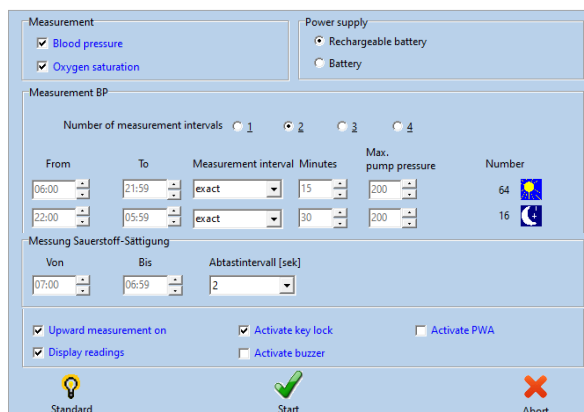 Measurement
Power supply
Blood pressure
Rechargeable battery
Oxygen saturation
Battery
Measurement BP
Number of measurement intervals 1 2 3 4
From To Measurement interval Minutes Max. pump pressure Number
06:00 21:59 exact 15 200 64
22:00 05:59 exact 30 200 16
Messung Sauerstoff-Sättigung
Von Bis Abtastintervall [sek]
07:00 06:59 2
Upward measurement on Activate key lock Activate PWA
Display readings Activate buzzer
Standard Start Abort